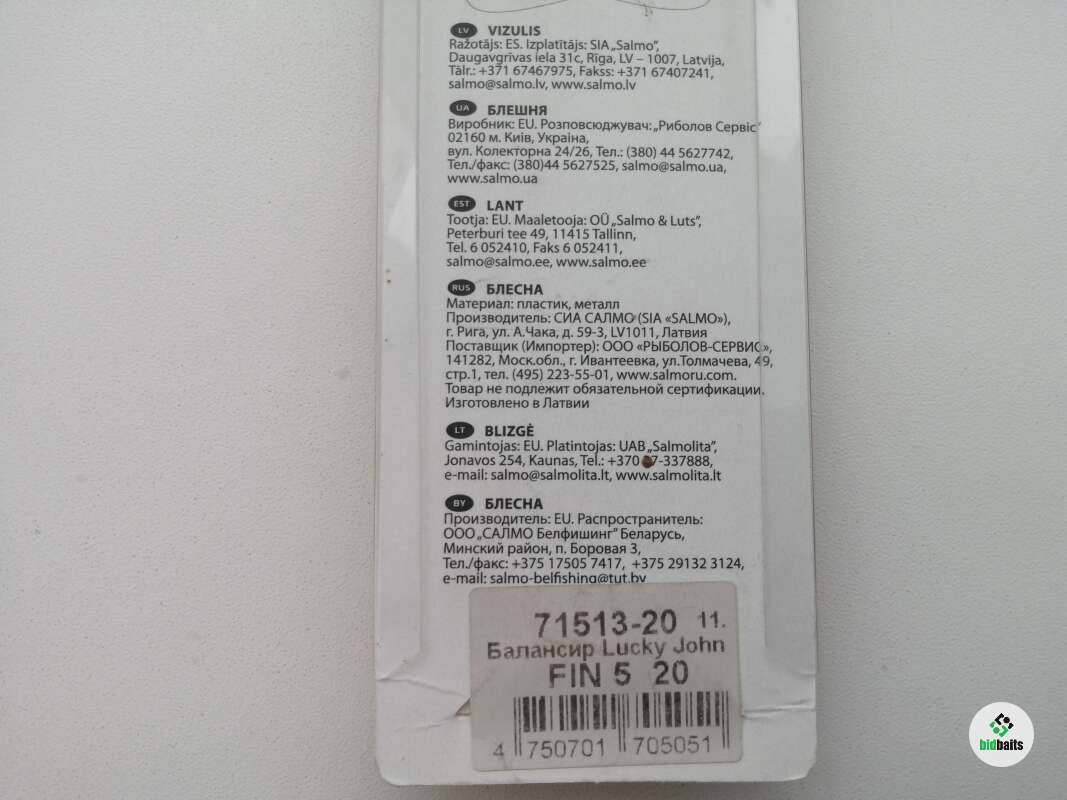 LV VIZULIS
Ražotājs: ES. Izplatītājs: SIA „Salmo”,
Daugavgrīvas iela 31c, Rīga, LV – 1007, Latvija,
Tālr.: +371 67467975, Fakss: +371 67407241,
salmo@salmo.lv, www.salmo.lv
UA БЛЕШНЯ
Виробник: EU. Розповсюджувач: „Риболов Сервіс”
02160 м. Київ, Україна,
вул. Колекторна 24/26, Тел.: (380) 44 5627742,
Тел./факс: (380)44 5627525, salmo@salmo.ua,
www.salmo.ua
EST LANT
Tootja: EU. Maaletooja: OÜ „Salmo & Luts”,
Peterburi tee 49, 11415 Tallinn,
Tel. 6 052410, Faks 6 052411,
salmo@salmo.ee, www.salmo.ee
RUS БЛЕСНА
Материал: пластик, металл
Производитель: СИА САЛМО (SIA «SALMO»),
г. Рига, ул. А.Чака, д. 59-3, LV1011, Латвия
Поставщик (Импортер): ООО «РЫБОЛОВ-СЕРВИС»,
141282, Моск.обл., г. Ивантеевка, ул.Толмачева, 49,
стр.1, тел. (495) 223-55-01, www.salmoru.com.
Товар не подлежит обязательной сертификации.
Изготовлено в Латвии
LT BLIZGĖ
Gamintojas: EU. Platintojas: UAB „Salmolita”,
Jonavos 254, Kaunas, Tel.: +370 7-337888,
e-mail: salmo@salmolita.lt, www.salmolita.lt
BY БЛЕСНА
Производитель: EU. Распространитель:
ООО „САЛМО Белфишинг” Беларусь,
Минский район, п. Боровая 3,
Тел./факс: +375 17505 7417, +375 29132 3124,
e-mail: salmo-belfishing@tut.by
71513-20 11.
Балансир Lucky John
FIN 5 20
4 750701 705051
bidbaits